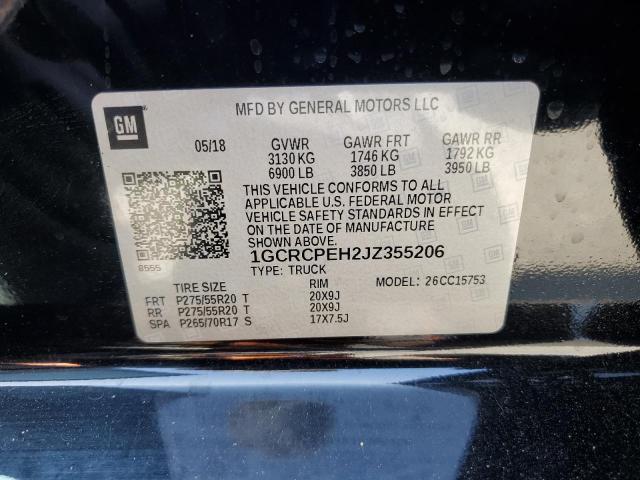 MFD BY GENERAL MOTORS LLC
GM
05/18 GVWR GAWR FRT GAWR RR
3130 KG 1746 KG 1792 KG
6900 LB 3850 LB 3950 LB
THIS VEHICLE CONFORMS TO ALL
APPLICABLE U.S. FEDERAL MOTOR
VEHICLE SAFETY STANDARDS IN EFFECT
ON THE DATE OF MANUFACTURE
SHOWN ABOVE.
8555
1GCRCPEH2JZ355206
TYPE: TRUCK
MODEL: 26CC15753
TIRE SIZE RIM
FRT P275/55R20 T 20X9J
RR P275/55R20 T 20X9J
SPA P265/70R17 S 17X7.5J